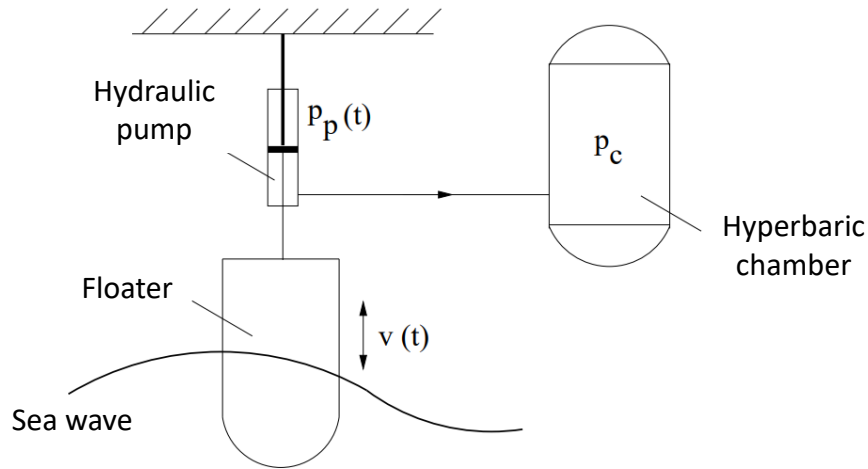 Hydraulic
pump
p_p (t)
p_c
Hyperbaric
chamber
Floater
v (t)
Sea wave